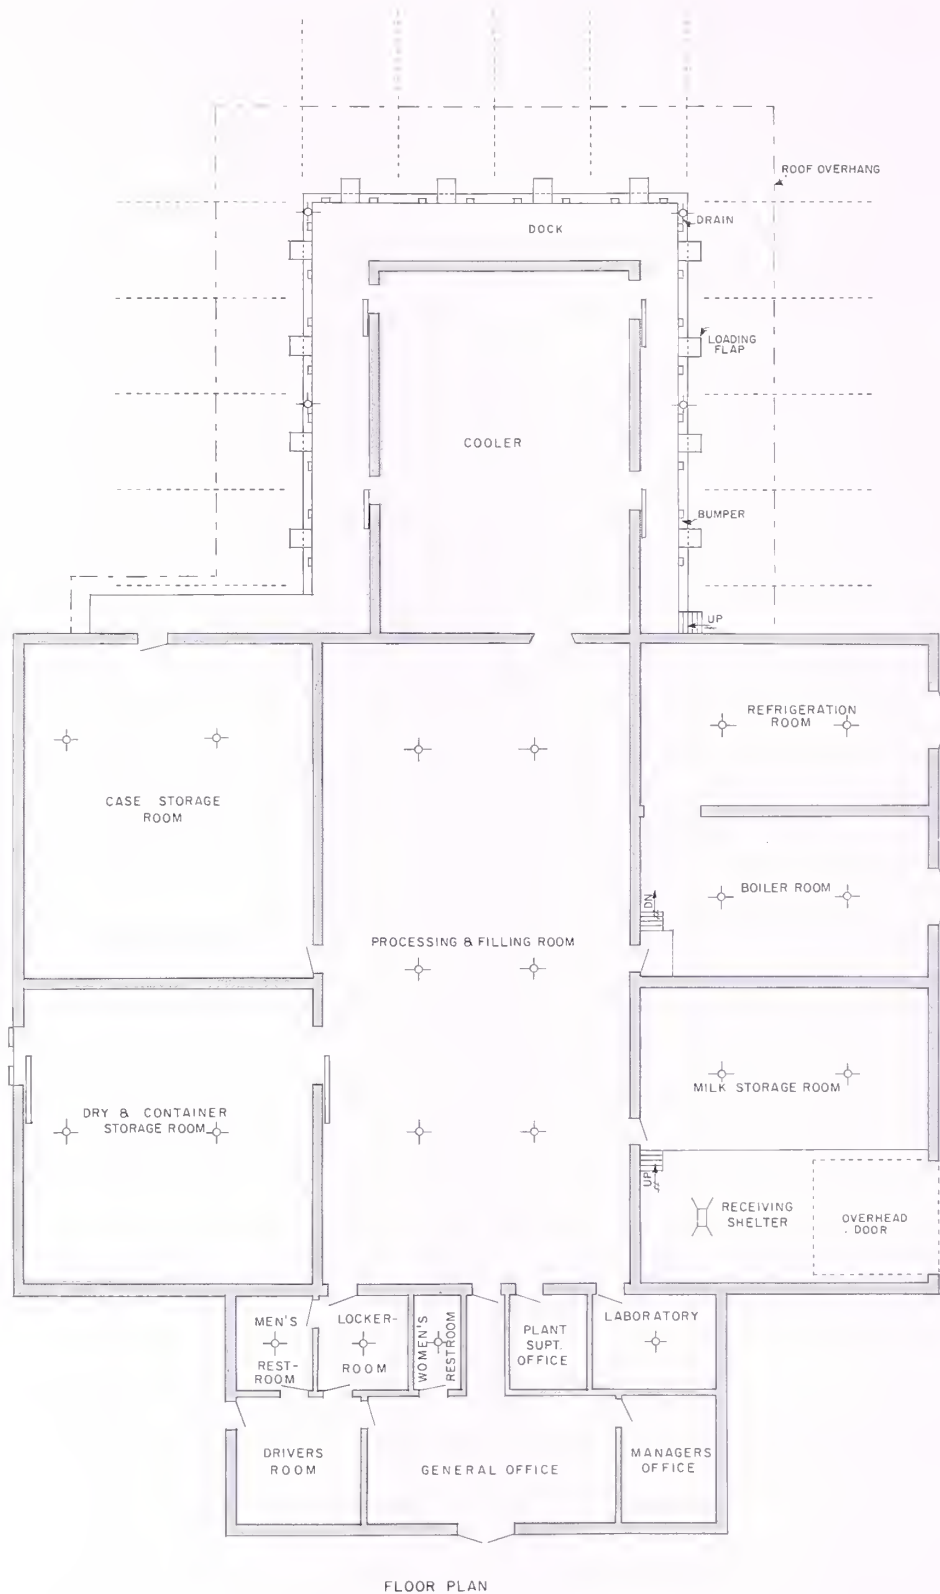 ROOF OVERHANG
DRAIN
DOCK
LOADING
FLAP
COOLER
BUMPER
UP
REFRIGERATION
ROOM
CASE STORAGE
ROOM
BOILER ROOM
DN
PROCESSING & FILLING ROOM
MILK STORAGE ROOM
DRY & CONTAINER
STORAGE ROOM
UP
RECEIVING
SHELTER
OVERHEAD
DOOR
MEN'S
REST-
ROOM
LOCKER-
ROOM
WOMEN'S
RESTROOM
PLANT
SUPT.
OFFICE
LABORATORY
DRIVERS
ROOM
GENERAL OFFICE
MANAGERS
OFFICE
FLOOR PLAN